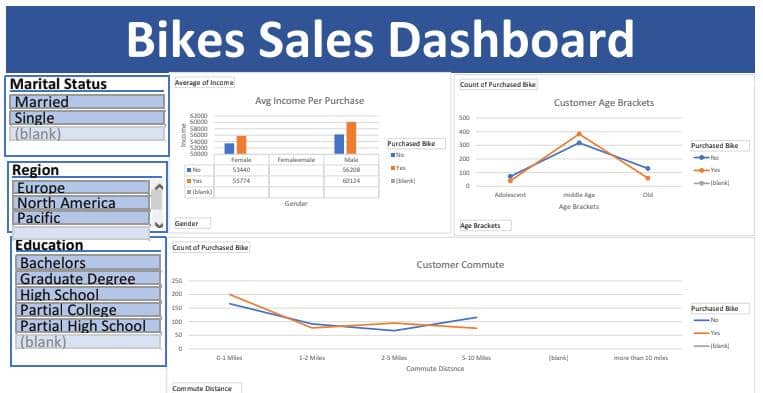 Bikes Sales Dashboard
Marital Status
Married
Single
(blank)
Region
Europe
North America
Pacific
Education
Bachelors
Graduate Degree
High School
Partial College
Partial High School
(blank)
Average of Income
Avg Income Per Purchase
Income
62000
60000
58000
56000
54000
52000
50000
Female Femaleemale Male
No 53440 56208
Yes 55774 60124
(blank)
Gender
Purchased Bike
No
Yes
(blank)
Gender
Count of Purchased Bike
Customer Age Brackets
500
400
300
200
100
0
Adolescent middle Age Old
Age Brackets
Purchased Bike
No
Yes
(blank)
Age Brackets
Count of Purchased Bike
Customer Commute
250
200
150
100
50
0
0-1 Miles 1-2 Miles 2-5 Miles 5-10 Miles (blank) more than 10 miles
Commute Distsnce
Purchased Bike
No
Yes
(blank)
Commute Distance